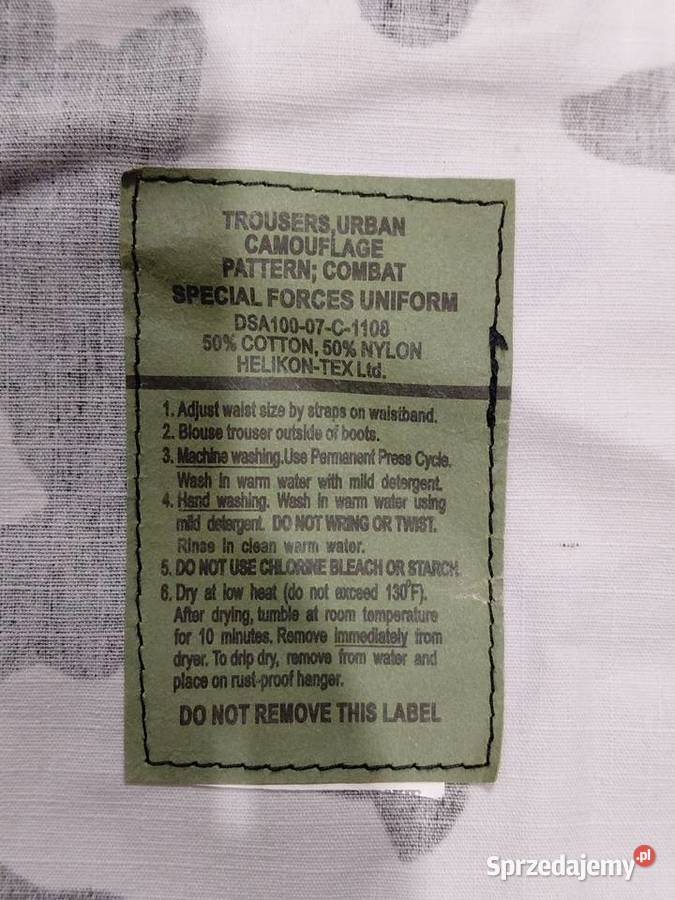 TROUSERS,URBAN
CAMOUFLAGE
PATTERN; COMBAT
SPECIAL FORCES UNIFORM
DSA100-07-C-1108
50% COTTON, 50% NYLON
HELIKON-TEX Ltd.
1. Adjust waist size by straps on waistband.
2. Blouse trouser outside of boots.
3. Machine washing.Use Permanent Press Cycle.
Wash in warm water with mild detergent.
4. Hand washing. Wash in warm water using
mild detergent. DO NOT WRING OR TWIST.
Rinse in clean warm water.
5. DO NOT USE CHLORINE BLEACH OR STARCH.
6. Dry at low heat (do not exceed 130°F).
After drying, tumble at room temperature
for 10 minutes. Remove immediately from
dryer. To drip dry, remove from water and
place on rust-proof hanger.
DO NOT REMOVE THIS LABEL
Sprzedajemy.pl